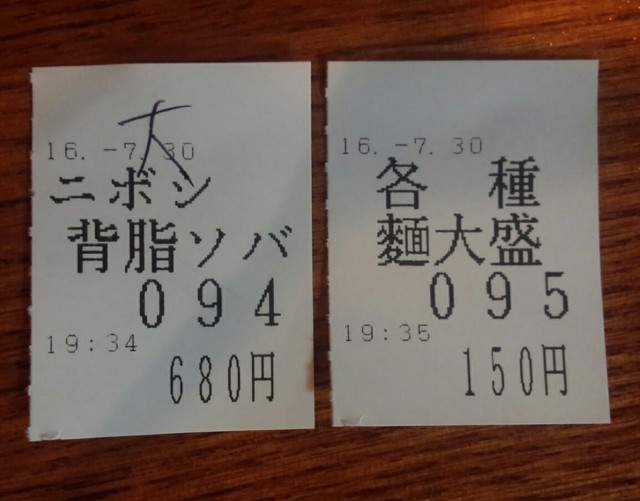 大
16.-7.30
ニボシ
背脂ソバ
094
19:34
680円
16.-7.30
各 種
麺大盛
095
19:35
150円